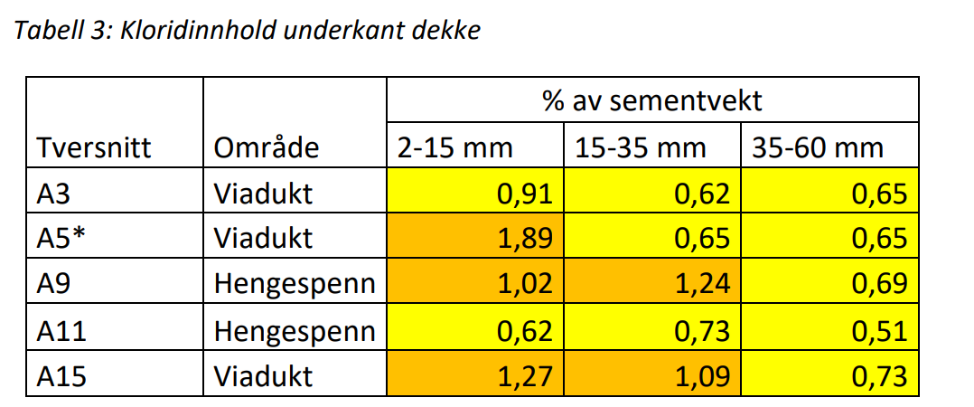 Tabell 3: Kloridinnhold underkant dekke
% av sementvekt
Tversnitt Område 2-15 mm 15-35 mm 35-60 mm
A3 Viadukt 0,91 0,62 0,65
A5* Viadukt 1,89 0,65 0,65
A9 Hengespenn 1,02 1,24 0,69
A11 Hengespenn 0,62 0,73 0,51
A15 Viadukt 1,27 1,09 0,73